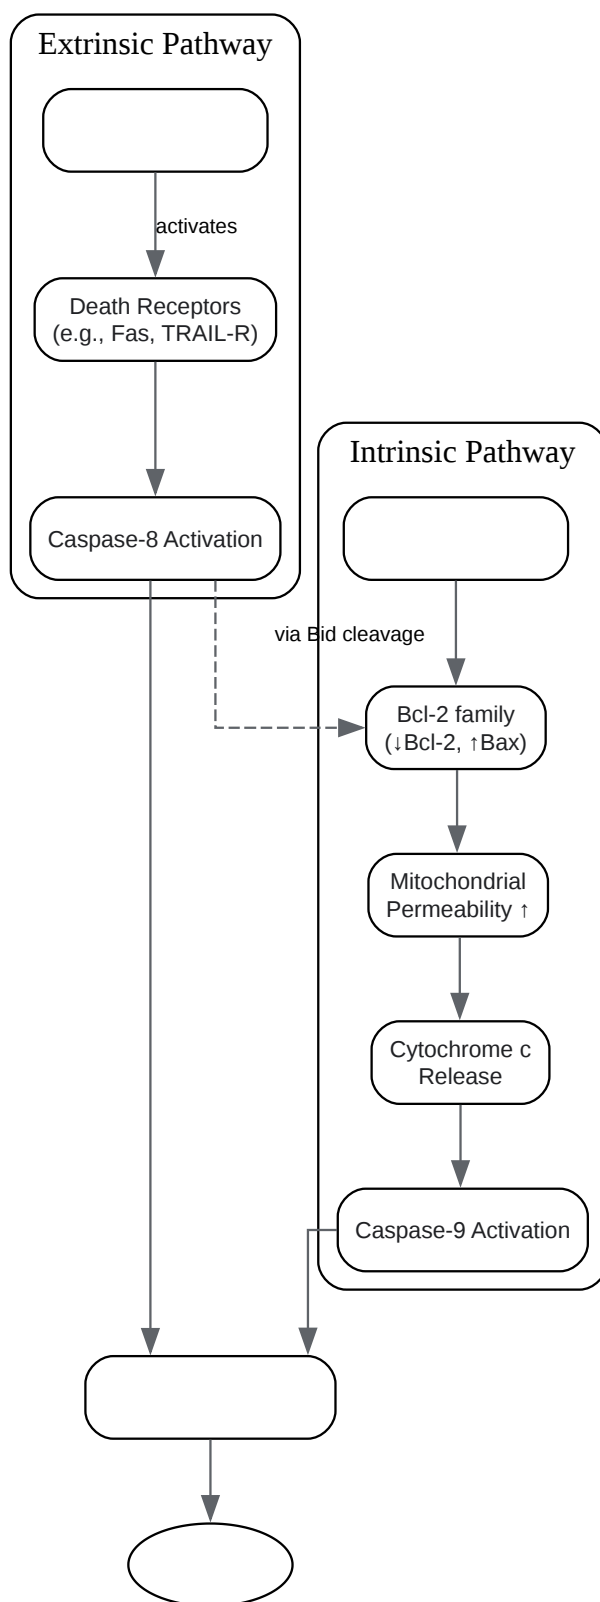 Extrinsic Pathway
activates
Death Receptors
(e.g., Fas, TRAIL-R)
Caspase-8 Activation
Intrinsic Pathway
via Bid cleavage
Bcl-2 family
(↓Bcl-2, ↑Bax)
Mitochondrial
Permeability ↑
Cytochrome c
Release
Caspase-9 Activation